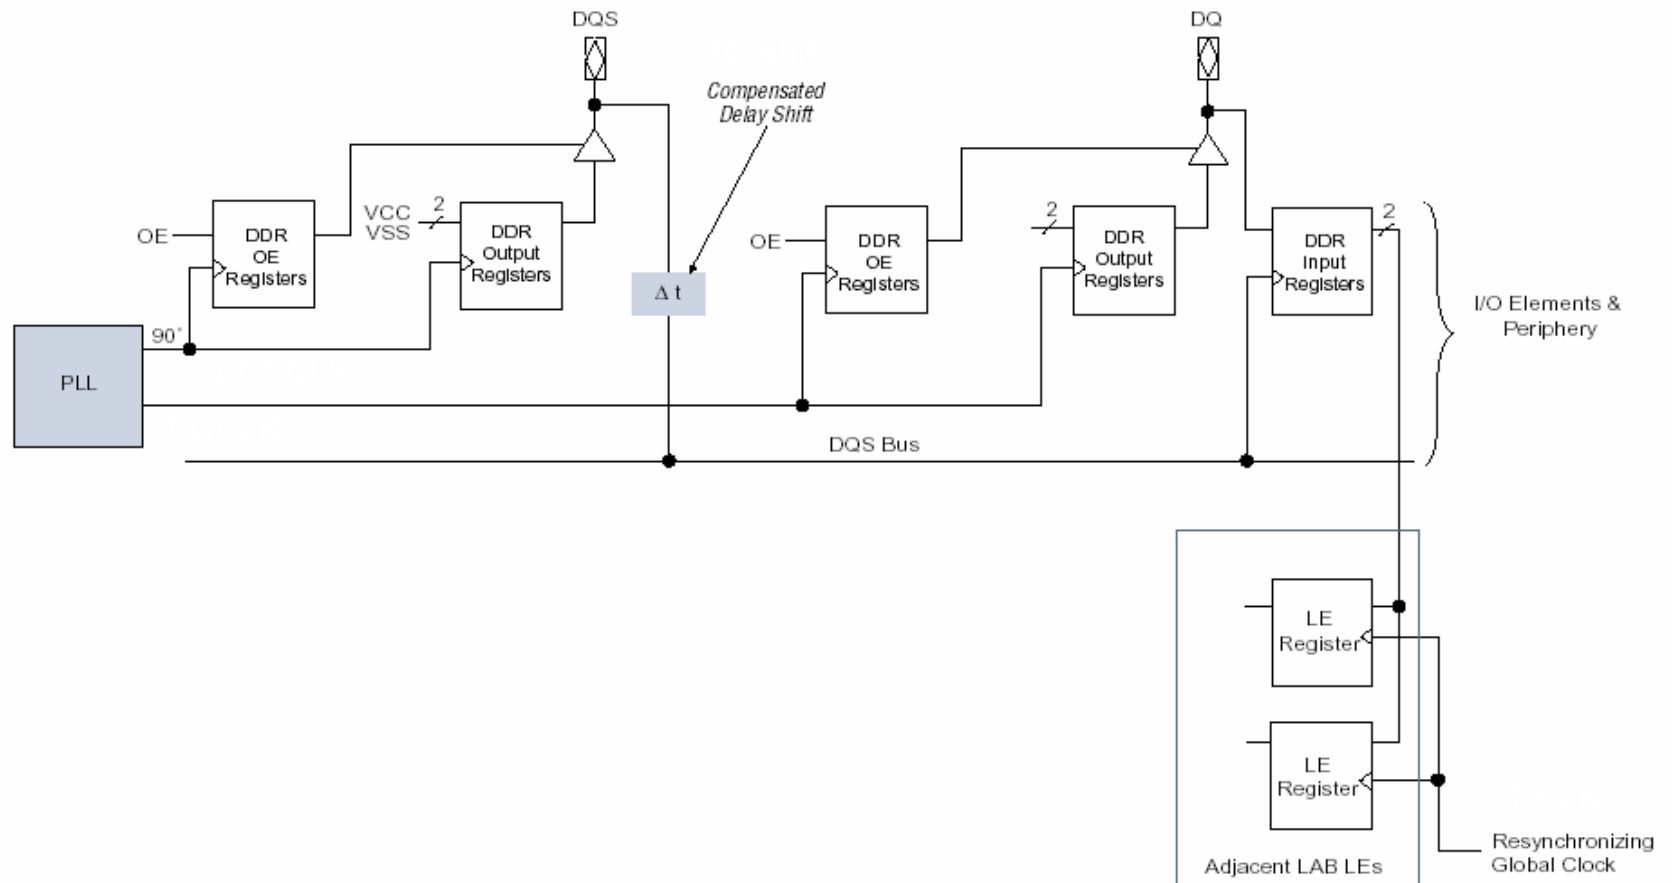 DQS
DQ
Compensated
Delay Shift
OE
DDR
OE
Registers
VCC
VSS
2
DDR
Output
Registers
Δ t
OE
DDR
OE
Registers
2
DDR
Output
Registers
DDR
Input
Registers
2
I/O Elements &
Periphery
90°
PLL
DQS Bus
LE
Register
LE
Register
Adjacent LAB LEs
Resynchronizing
Global Clock